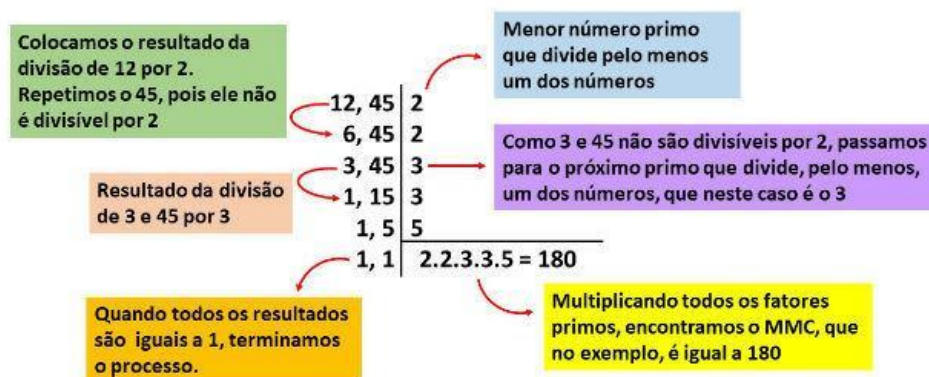 Colocamos o resultado da
divisão de 12 por 2.
Repetimos o 45, pois ele não
é divisível por 2
Menor número primo
que divide pelo menos
um dos números
12, 45 2
6, 45 2
3, 45 3
1, 15 3
1, 5 5
1, 1 2.2.3.3.5 = 180
Como 3 e 45 não são divisíveis por 2, passamos
para o próximo primo que divide, pelo menos,
um dos números, que neste caso é o 3
Resultado da divisão
de 3 e 45 por 3
Quando todos os resultados
são iguais a 1, terminamos
o processo.
Multiplicando todos os fatores
primos, encontramos o MMC, que
no exemplo, é igual a 180